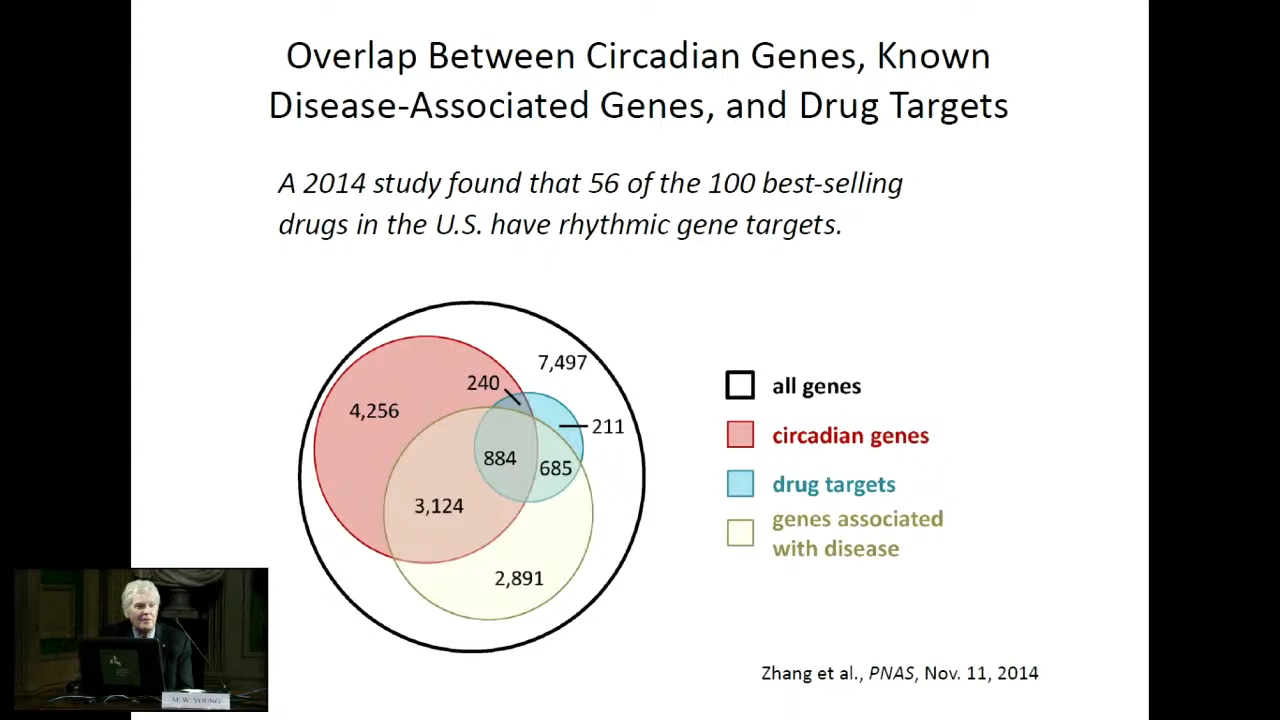 Overlap Between Circadian Genes, Known
Disease-Associated Genes, and Drug Targets
A 2014 study found that 56 of the 100 best-selling
drugs in the U.S. have rhythmic gene targets.
7,497
240
4,256
211
884
685
3,124
2,891
all genes
circadian genes
drug targets
genes associated
with disease
Zhang et al., PNAS, Nov. 11, 2014
M. W. YOUNG